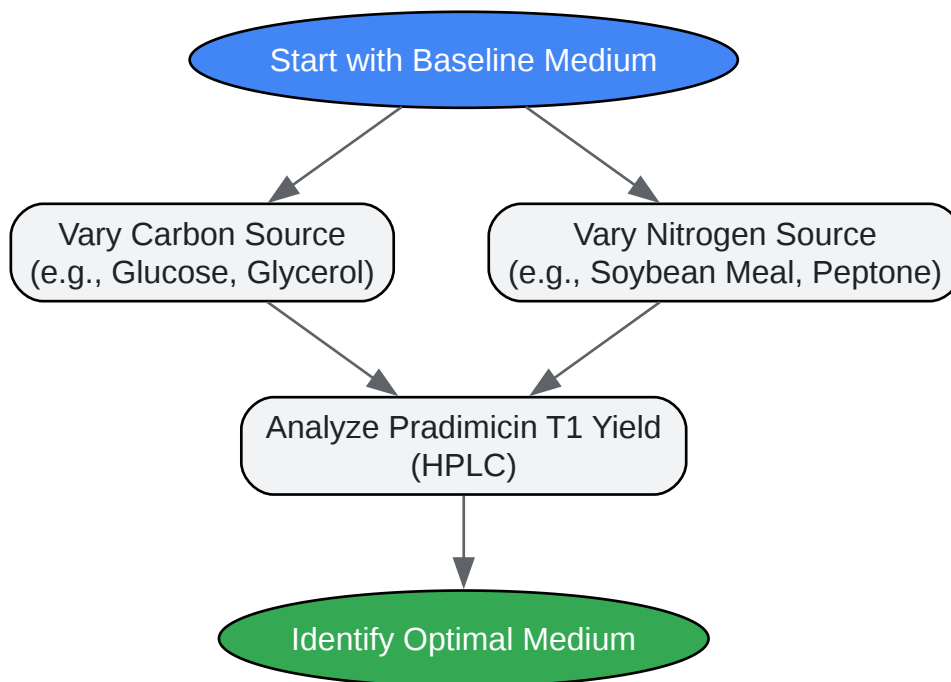 Start with Baseline Medium
Vary Carbon Source
(e.g., Glucose, Glycerol)
Vary Nitrogen Source
(e.g., Soybean Meal, Peptone)
Analyze Pradimicin T1 Yield
(HPLC)
Identify Optimal Medium